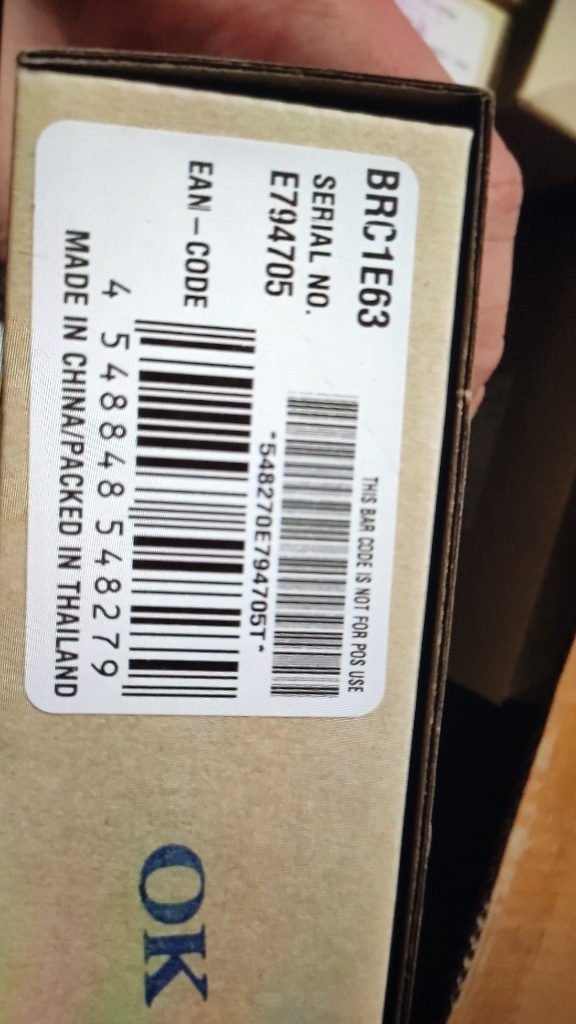 BRC1E63
SERIAL NO.
E794705
THIS BAR CODE IS NOT FOR POS USE
*548270E794705T*
EAN-CODE
4 548848 548279
MADE IN CHINA/PACKED IN THAILAND
OK